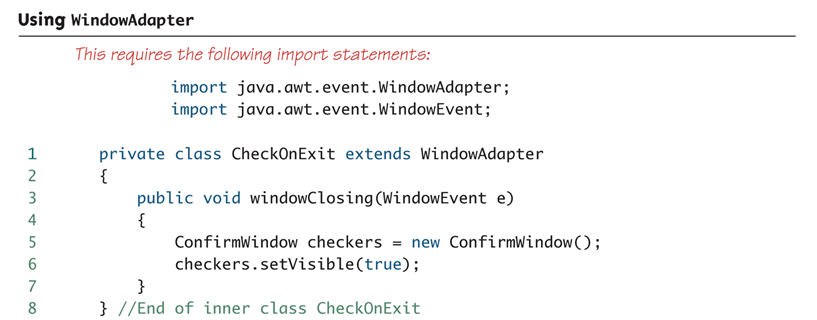 Using WindowAdapter
This requires the following import statements:
import java.awt.event.WindowAdapter;
import java.awt.event.WindowEvent;
1 private class CheckOnExit extends WindowAdapter
2 {
3 public void windowClosing(WindowEvent e)
4 {
5 ConfirmWindow checkers = new ConfirmWindow();
6 checkers.setVisible(true);
7 }
8 } //End of inner class CheckOnExit